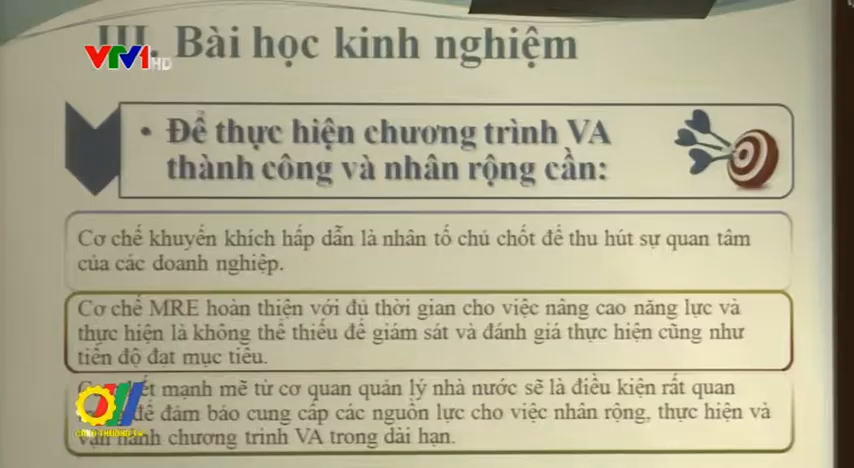 III. Bài học kinh nghiệm
VTV1 HD
• Để thực hiện chương trình VA
thành công và nhân rộng cần:
Cơ chế khuyến khích hấp dẫn là nhân tố chủ chốt để thu hút sự quan tâm
của các doanh nghiệp.
Cơ chế MRE hoàn thiện với đủ thời gian cho việc nâng cao năng lực và
thực hiện là không thể thiếu để giám sát và đánh giá thực hiện cũng như
tiến độ đạt mục tiêu.
mạnh mẽ từ cơ quan quản lý nhà nước sẽ là điều kiện rất quan
để đảm bảo cung cấp các nguồn lực cho việc nhân rộng, thực hiện và
vận hành chương trình VA trong dài hạn.
CÔNG THƯƠNG